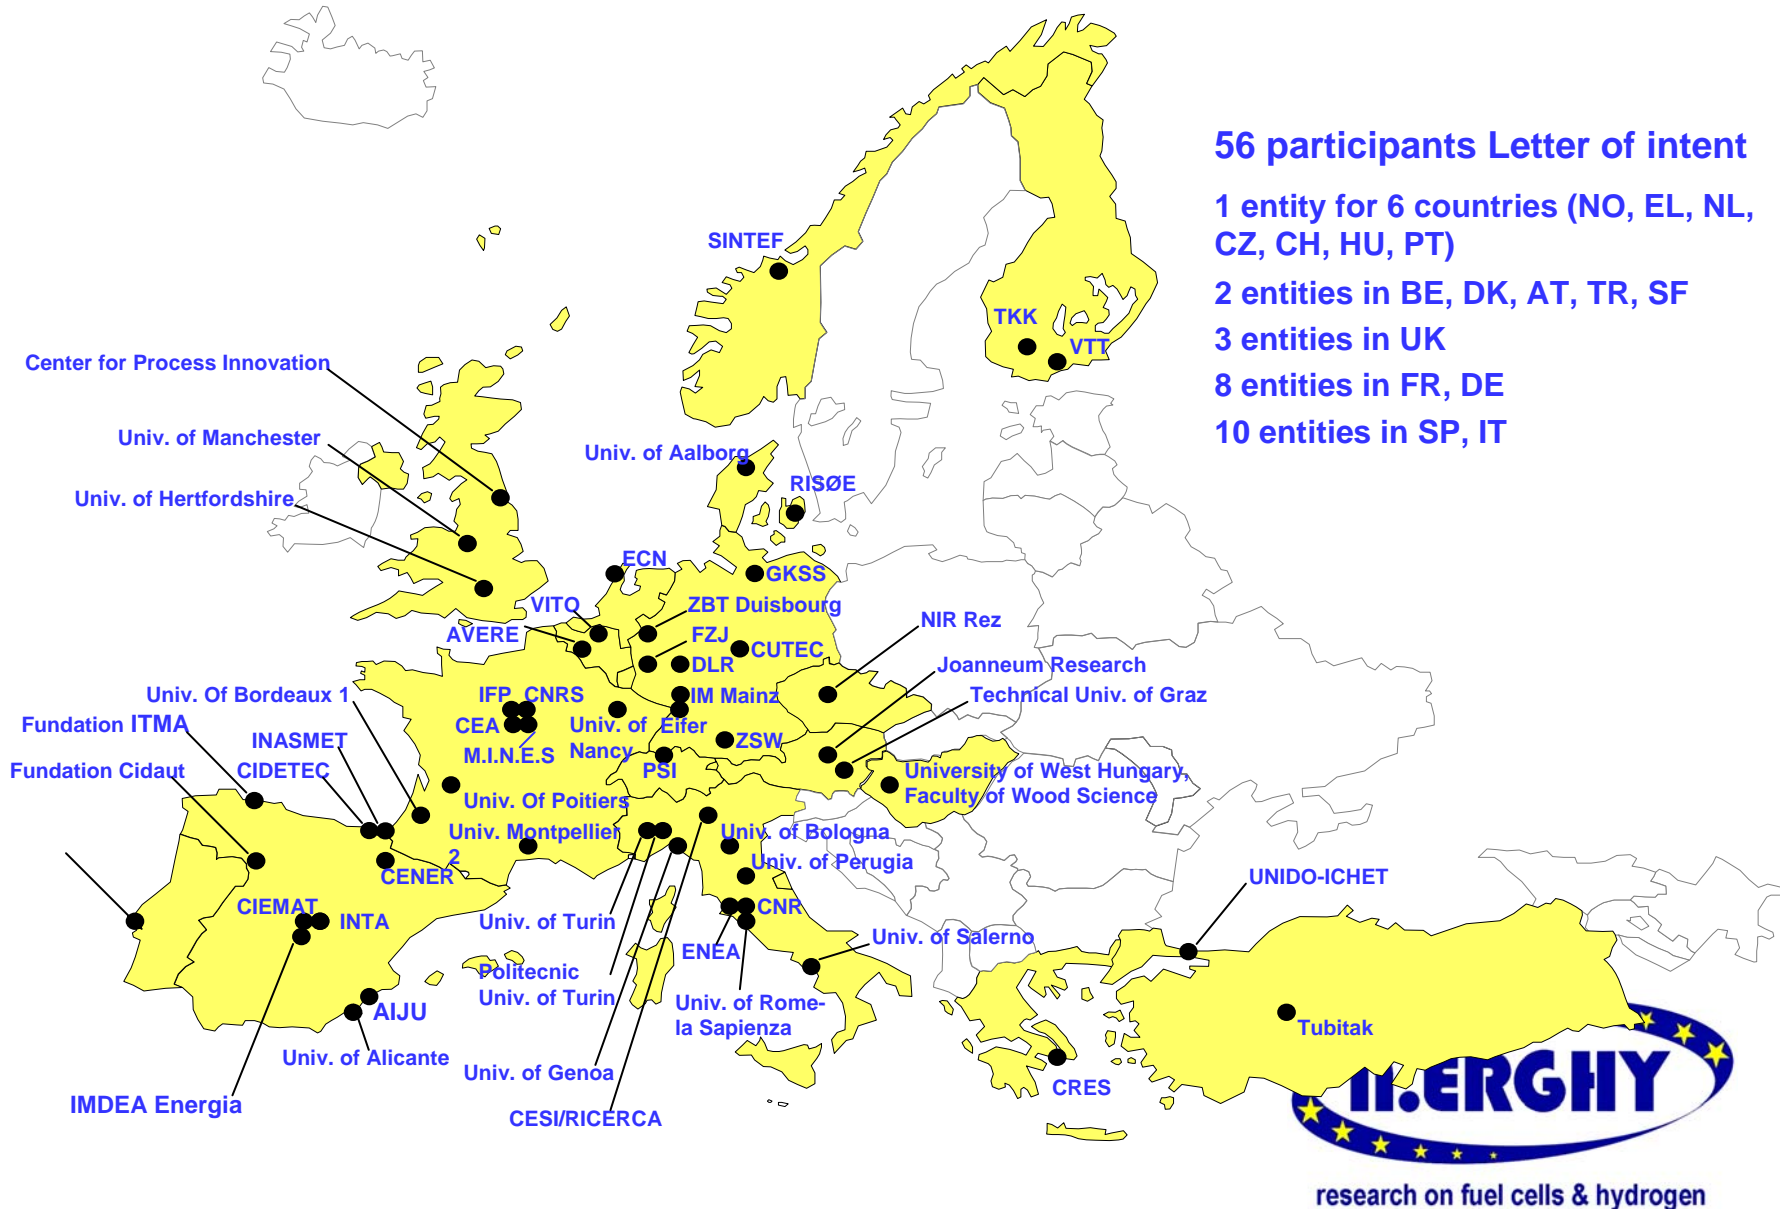 56 participants Letter of intent
1 entity for 6 countries (NO, EL, NL,
CZ, CH, HU, PT)
2 entities in BE, DK, AT, TR, SF
3 entities in UK
8 entities in FR, DE
10 entities in SP, IT
SINTEF
TKK
VTT
Center for Process Innovation
Univ. of Manchester
Univ. of Hertfordshire
Univ. of Aalborg
RISØE
ECN
GKSS
VITO
ZBT Duisbourg
AVERE
FZJ
CUTEC
DLR
NIR Rez
Joanneum Research
Technical Univ. of Graz
Univ. Of Bordeaux 1
IFP
CNRS
IM Mainz
Fundation ITMA
CEA
Univ. of
Nancy
Eifer
INASMET
M.I.N.E.S
ZSW
Fundation Cidaut
CIDETEC
PSI
University of West Hungary,
Faculty of Wood Science
Univ. Of Poitiers
Univ. Montpellier
2
Univ. of Bologna
Univ. of Perugia
CENER
UNIDO-ICHET
CIEMAT
INTA
Univ. of Turin
CNR
ENEA
Univ. of Salerno
Politecnic
Univ. of Turin
Univ. of Rome-
la Sapienza
AIJU
Univ. of Alicante
Univ. of Genoa
Tubitak
CRES
IMDEA Energia
CESI/RICERCA
N.ERGHY
research on fuel cells & hydrogen